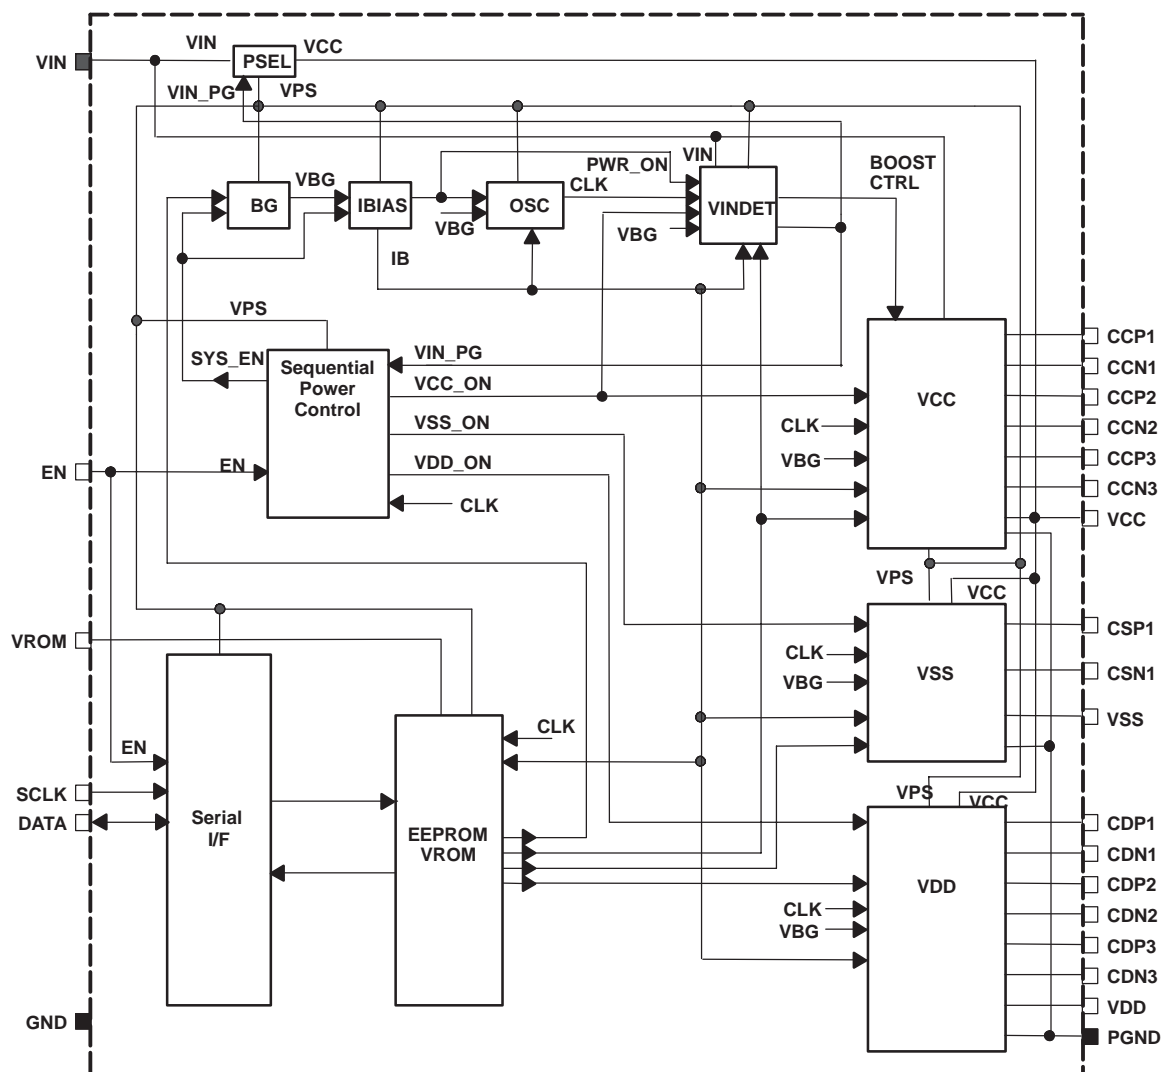 VIN
VIN
PSEL
VCC
VIN_PG
VPS
VBG
BG
IBIAS
VBG
OSC
CLK
PWR_ON
VIN
VINDET
VBG
BOOST
CTRL
IB
VPS
SYS_EN
Sequential
Power
Control
VIN_PG
VCC_ON
VSS_ON
VDD_ON
CLK
EN
EN
VCC
CLK
VBG
CCP1
CCN1
CCP2
CCN2
CCP3
CCN3
VCC
VPS
VCC
VROM
VSS
CLK
VBG
CSP1
CSN1
VSS
EN
SCLK
DATA
Serial
I/F
EEPROM
VROM
CLK
VPS
VCC
VDD
CLK
VBG
CDP1
CDN1
CDP2
CDN2
CDP3
CDN3
VDD
PGND
GND